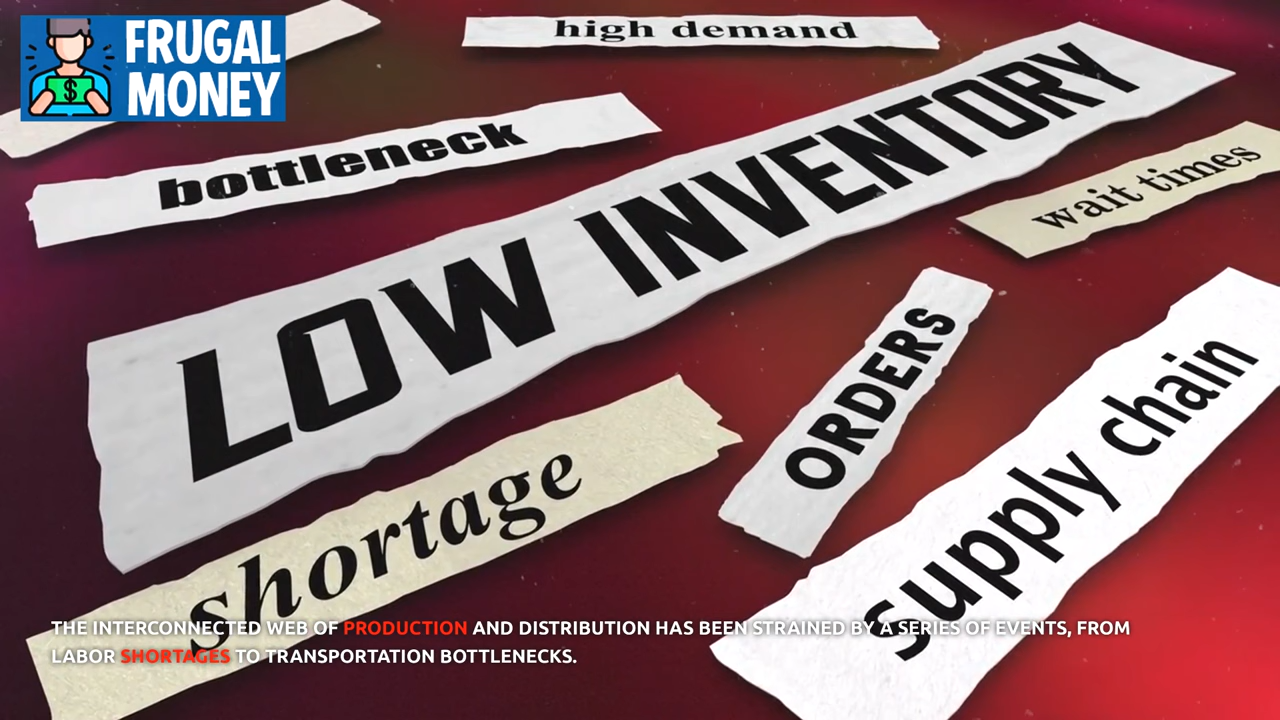 FRUGAL
MONEY
$
high demand
bottleneck
LOW INVENTORY
wait times
ORDERS
shortage
supply chain
THE INTERCONNECTED WEB OF PRODUCTION AND DISTRIBUTION HAS BEEN STRAINED BY A SERIES OF EVENTS, FROM
LABOR SHORTAGES TO TRANSPORTATION BOTTLENECKS.